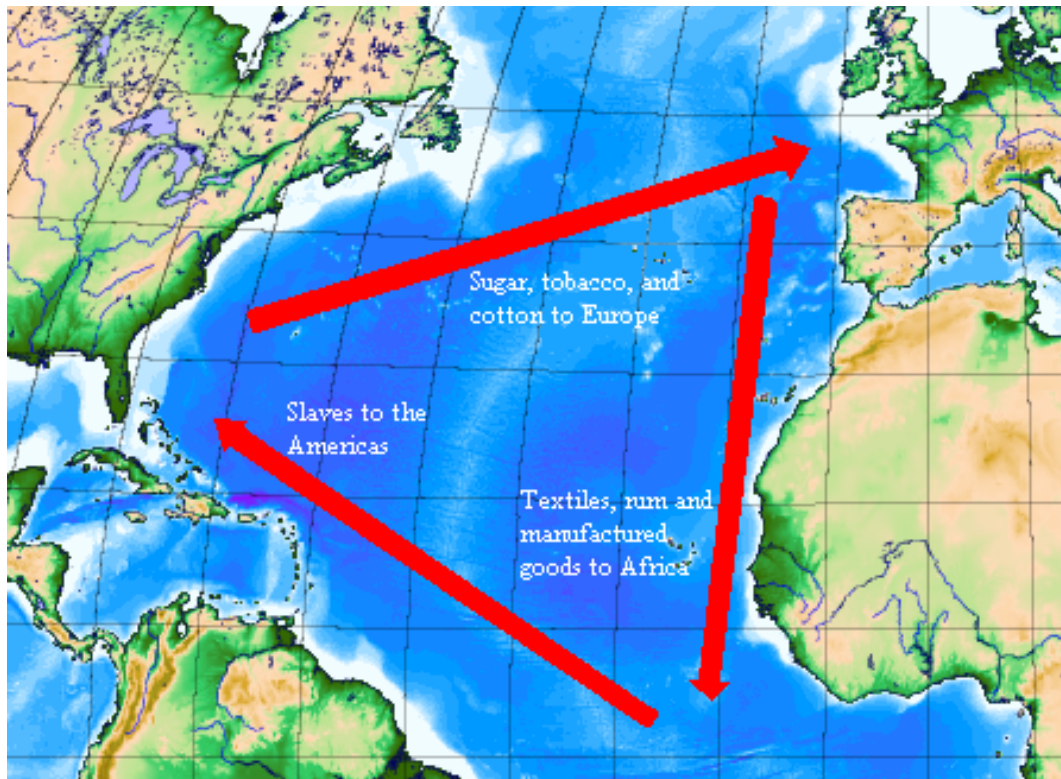 Sugar, tobacco, and
cotton to Europe
Slaves to the
Americas
Textiles, rum and
manufactured
goods to Africa